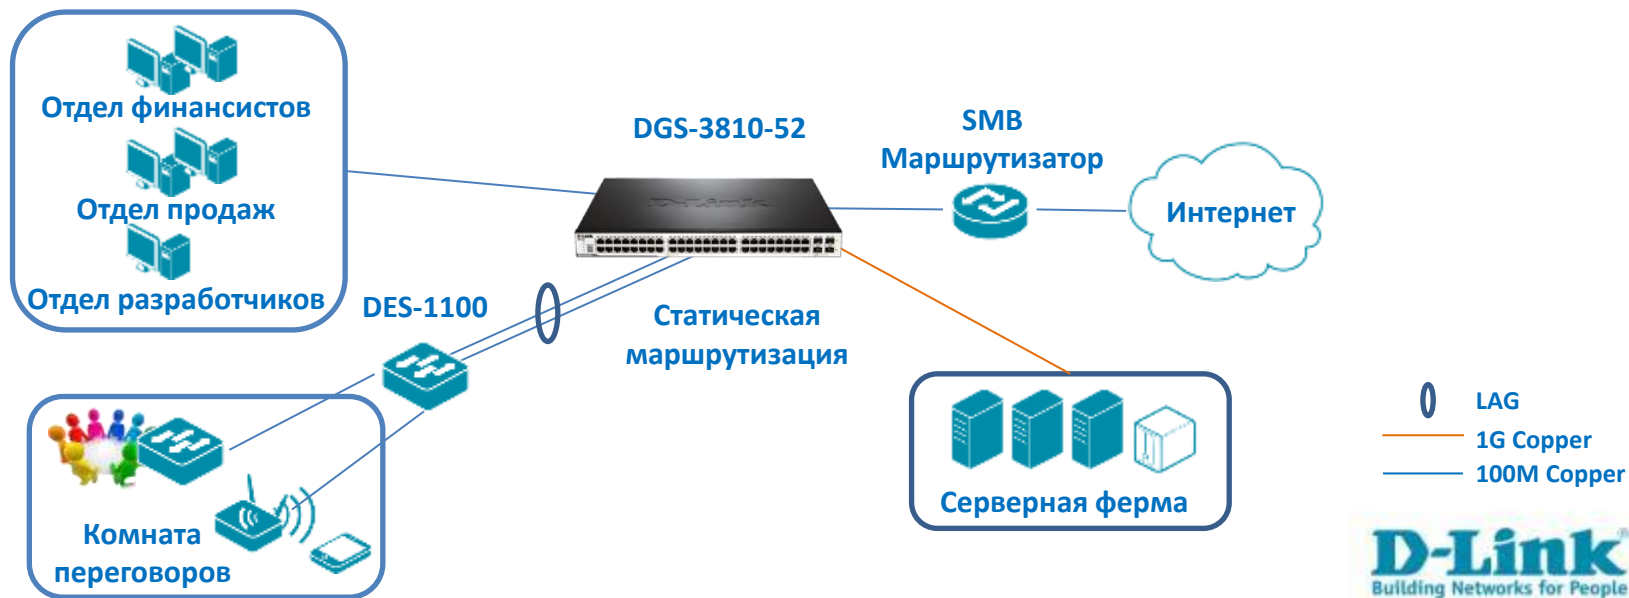 Отдел финансистов
Отдел продаж
Отдел разработчиков
DGS-3810-52
D-Link
SMB
Маршрутизатор
Интернет
DES-1100
Статическая
маршрутизация
Серверная ферма
Комната
переговоров
LAG
1G Copper
100M Copper
D-Link®
Building Networks for People